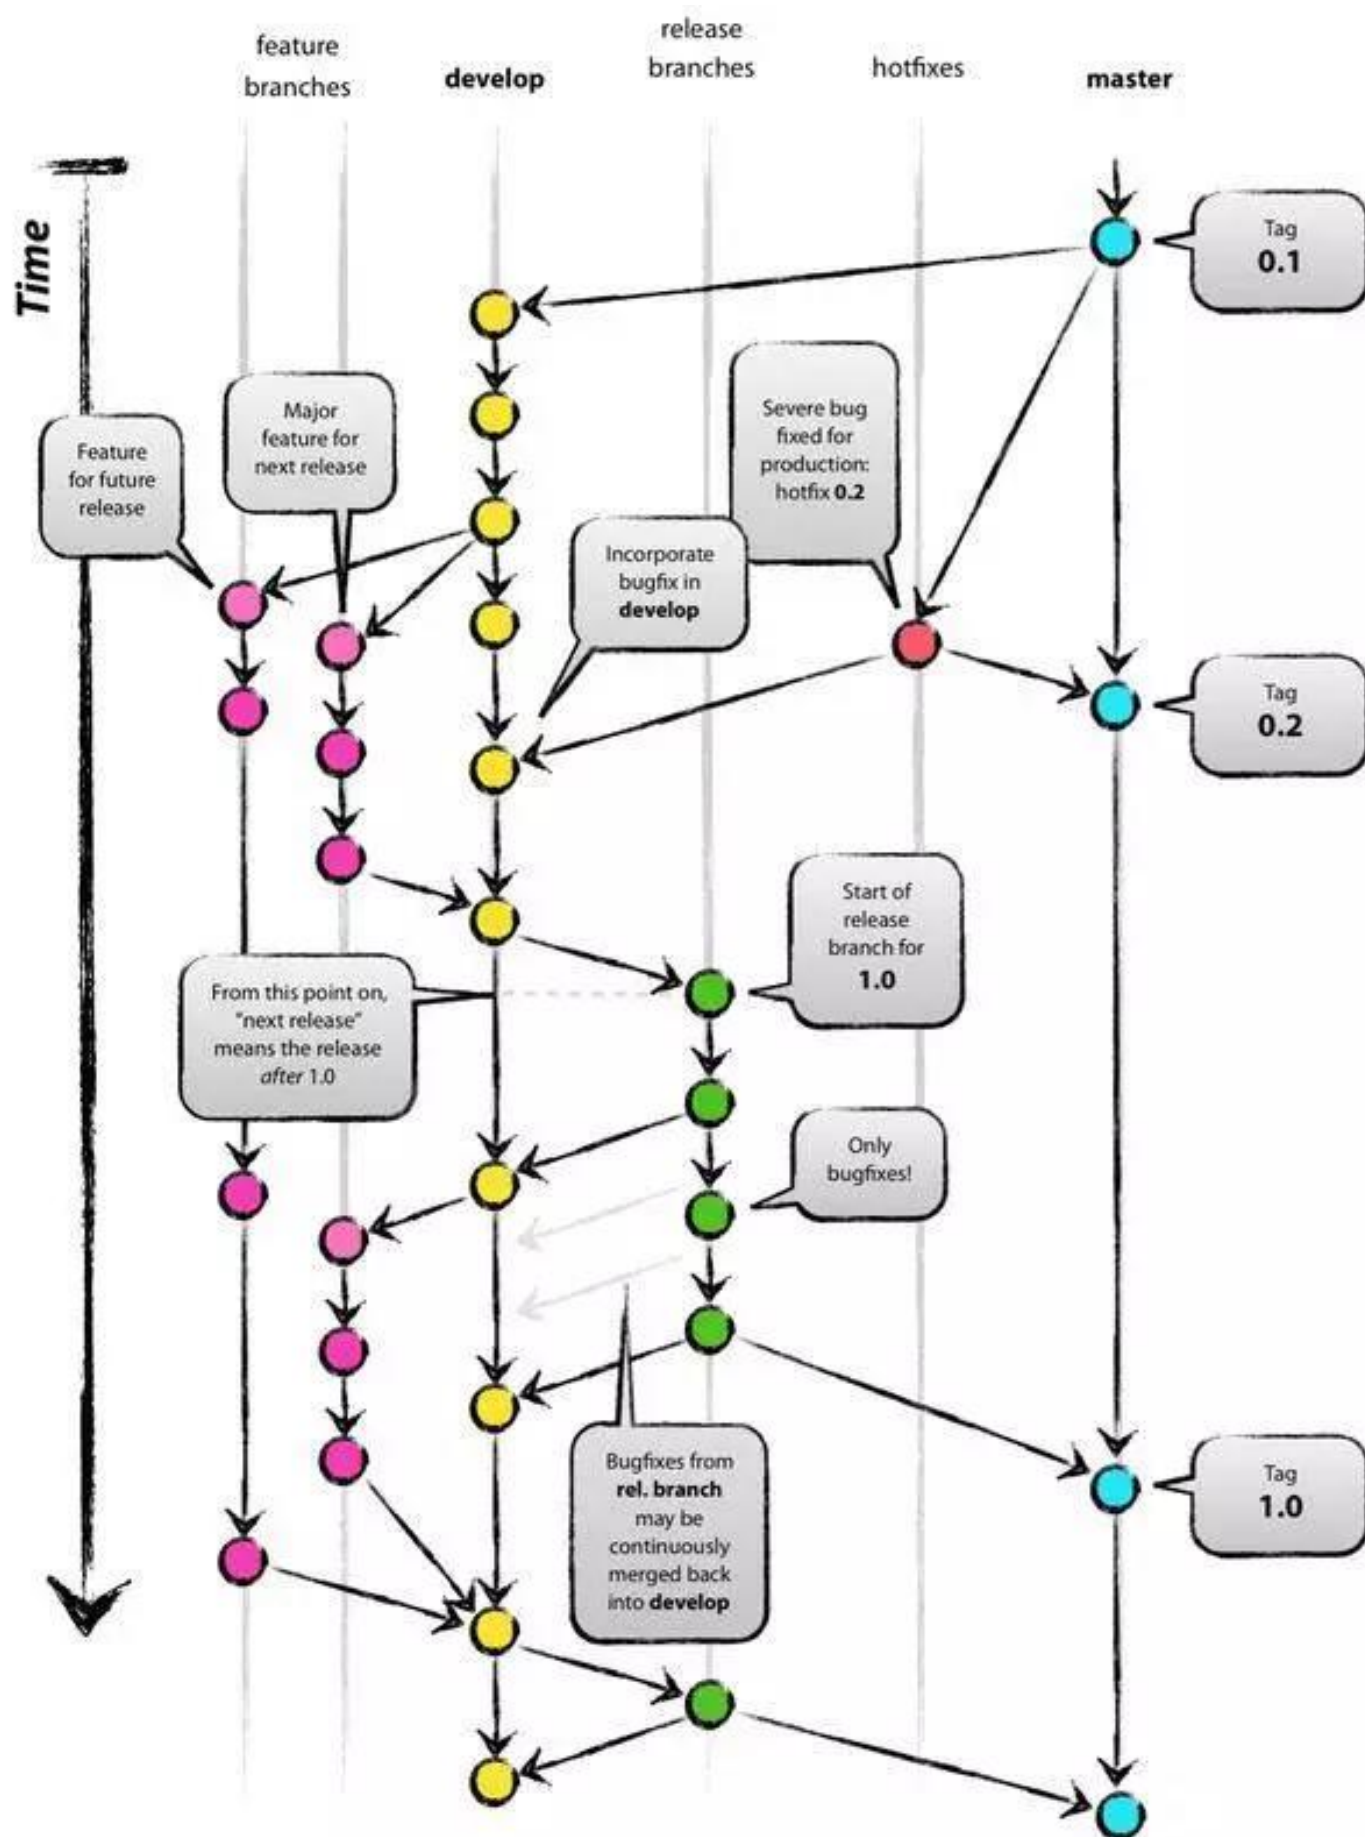 feature
branches
develop
release
branches
hotfixes
master
Time
Tag
0.1
Feature
for future
release
Major
feature for
next release
Severe bug
fixed for
production:
hotfix 0.2
Incorporate
bugfix in
develop
Tag
0.2
Start of
release
branch for
1.0
From this point on,
"next release"
means the release
after 1.0
Only
bugfixes!
Bugfixes from
rel. branch
may be
continuously
merged back
into develop
Tag
1.0